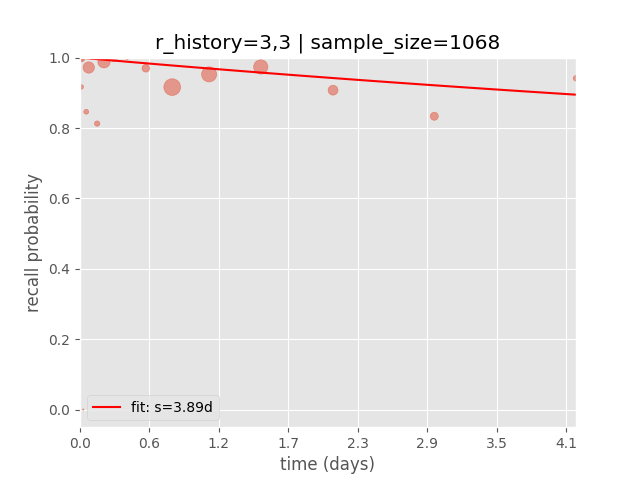 r_history=3,3 | sample_size=1068
recall probability
1.0
0.8
0.6
0.4
0.2
0.0
fit: s=3.89d
0.0 0.6 1.2 1.7 2.3 2.9 3.5 4.1
time (days)